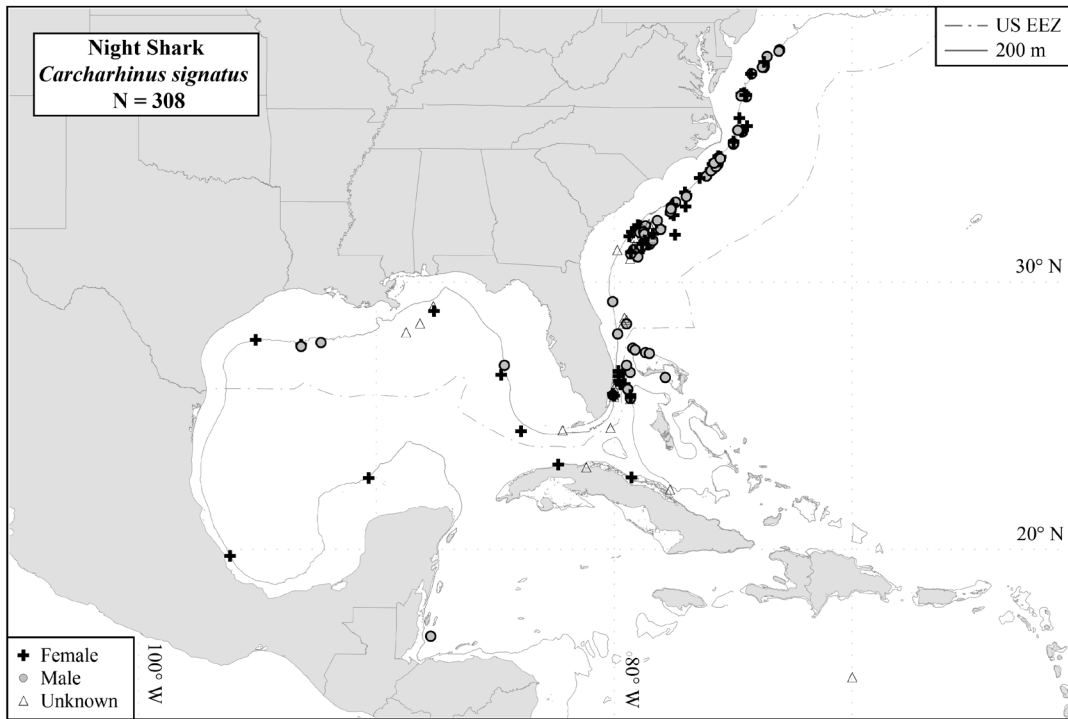 Night Shark
Carcharhinus signatus
N = 308
US EEZ
200 m
30° N
20° N
100° W
80° W
Female
Male
Unknown